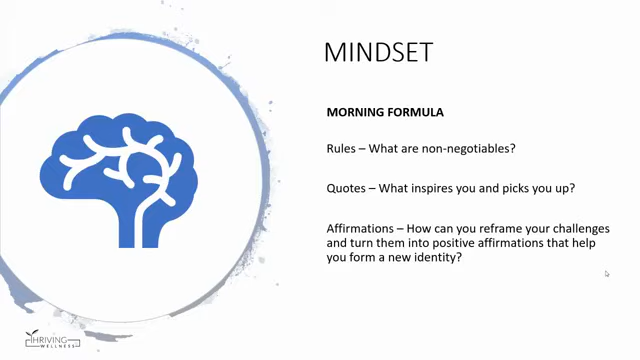 MINDSET
MORNING FORMULA
Rules – What are non-negotiables?
Quotes – What inspires you and picks you up?
Affirmations – How can you reframe your challenges
and turn them into positive affirmations that help
you form a new identity?
THRIVING
WELLNESS